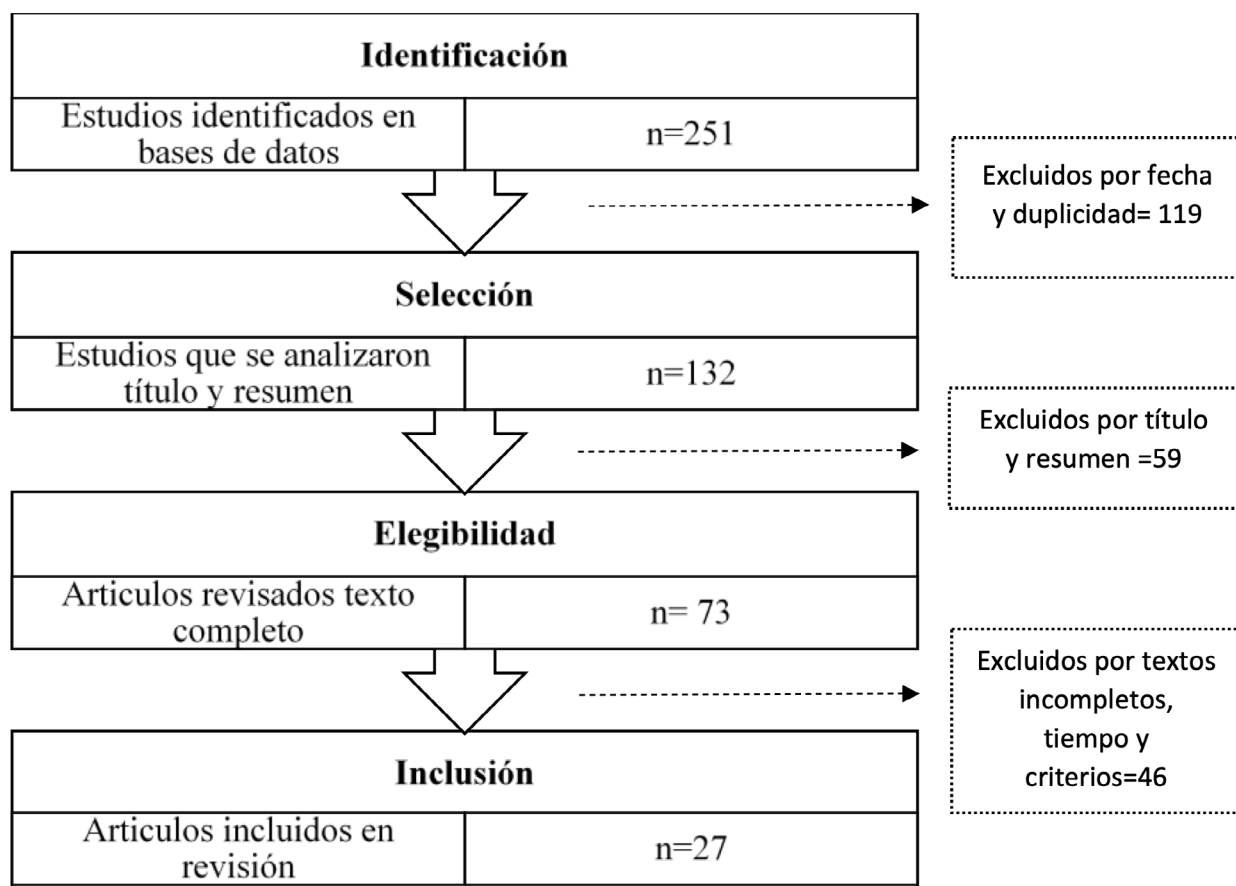 Identificación
Estudios identificados en
bases de datos
n=251
Excluidos por fecha
y duplicidad= 119
Selección
Estudios que se analizaron
título y resumen
n=132
Excluidos por título
y resumen =59
Elegibilidad
Articulos revisados texto
completo
n= 73
Excluidos por textos
incompletos,
tiempo y
criterios=46
Inclusión
Articulos incluidos en
revisión
n=27